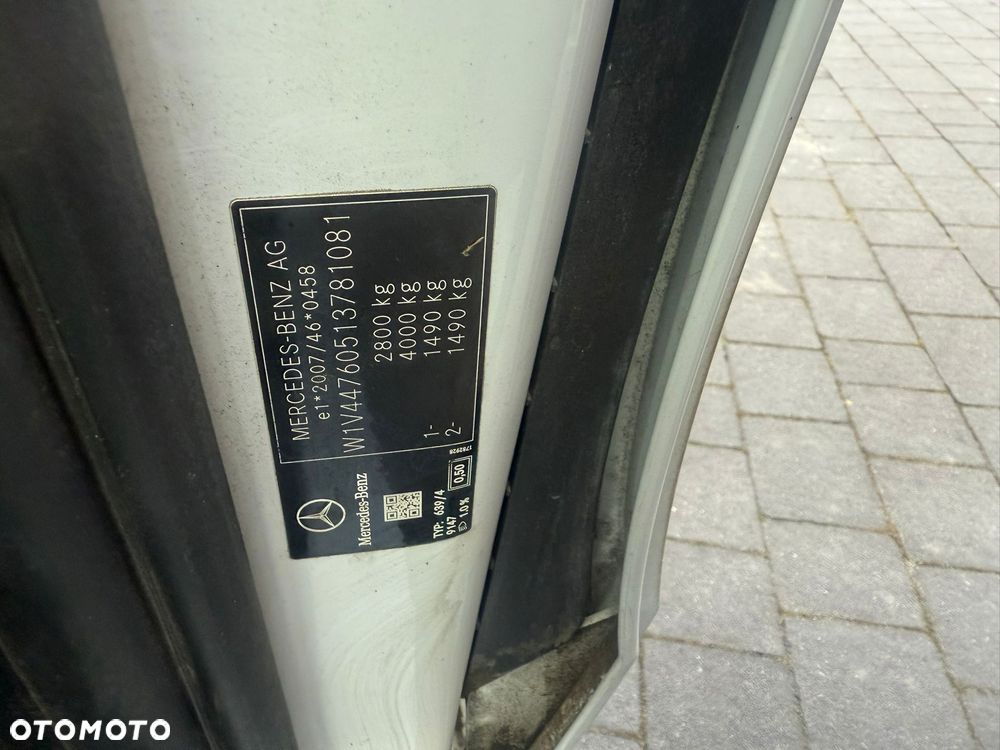 MERCEDES-BENZ AG
e1*2007/46*0458
W1V44760513781081
2800 kg
4000 kg
1- 1490 kg
2- 1490 kg
Mercedes-Benz
TYP: 639/4
9147
1.0 %
0,50
1782928
OTOMOTO